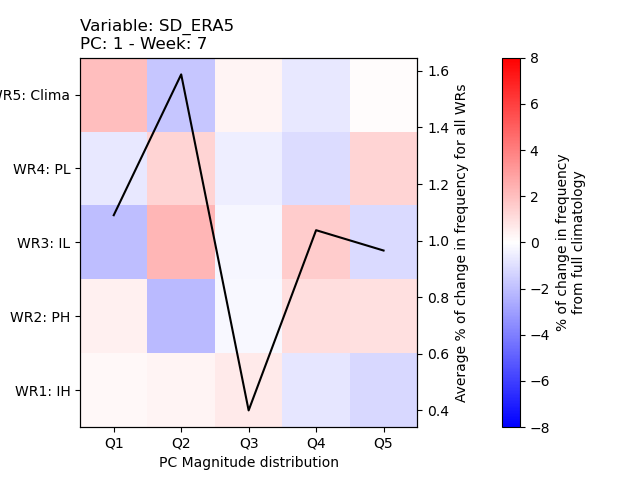 Variable: SD_ERA5
PC: 1 - Week: 7
WR5: Clima
WR4: PL
WR3: IL
WR2: PH
WR1: IH
Q1 Q2 Q3 Q4 Q5
PC Magnitude distribution
1.6
1.4
1.2
1.0
0.8
0.6
0.4
Average % of change in frequency for all WRs
8
6
4
2
0
−2
−4
−6
−8
% of change in frequency
from full climatology